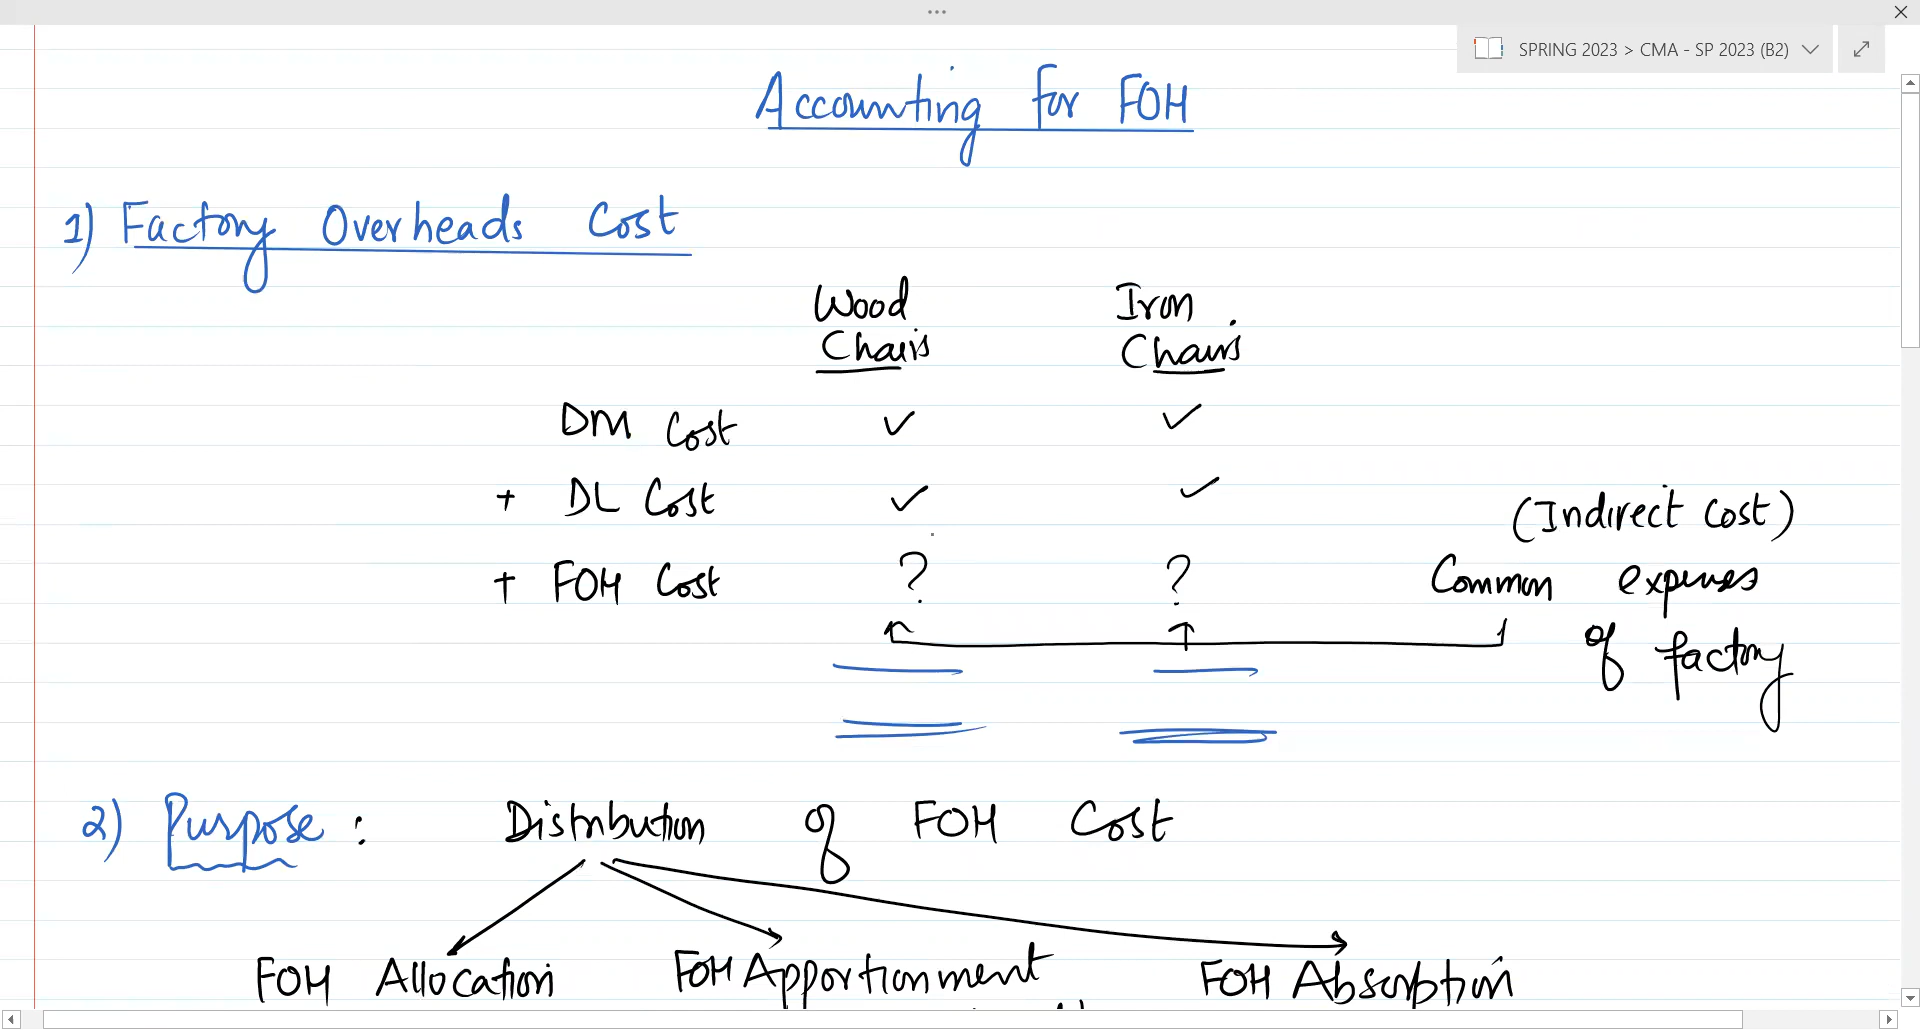 SPRING 2023 > CMA - SP 2023 (B2)
Accounting for FOH
1) Factory Overheads Cost
Wood Iron
Chairs Chairs
DM Cost ✓ ✓
+ DL Cost ✓ ✓
(Indirect Cost)
+ FOH Cost ? ? Common expenses
of factory
2) Purpose : Distribution of FOH Cost
FOH Allocation FOH Apportionment FOH Absorption